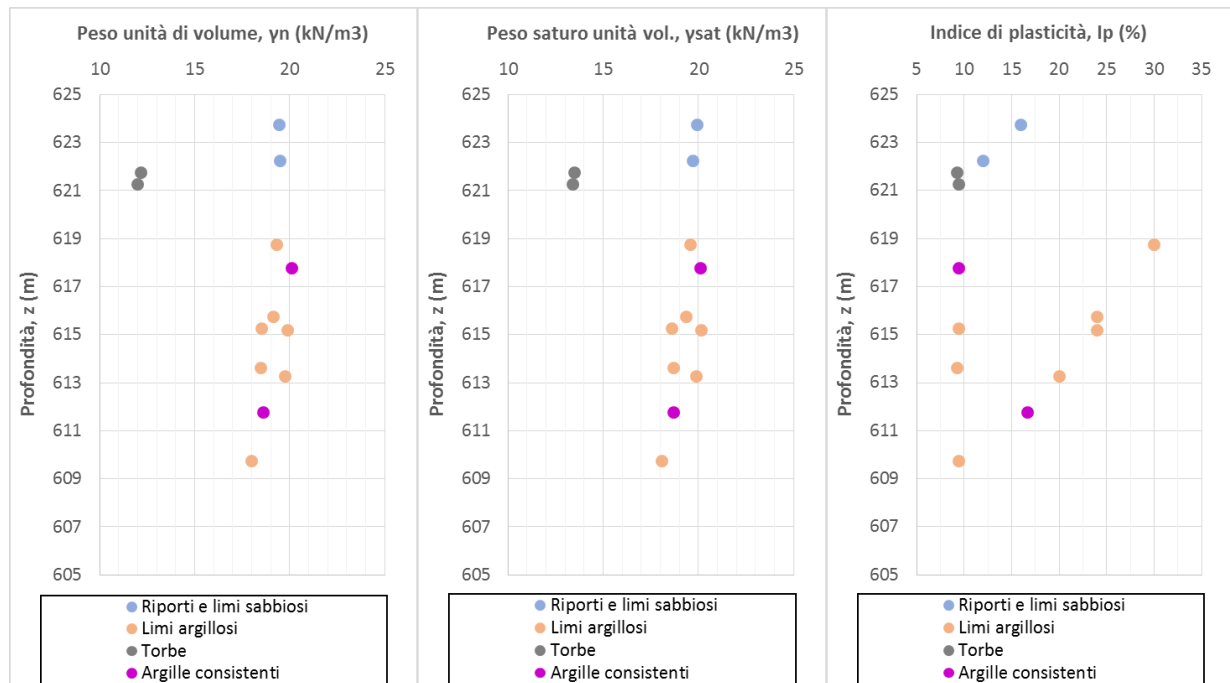 Peso unità di volume, γn (kN/m3)
10 15 20 25
625
623
621
619
617
615
613
611
609
607
605
Profondità, z (m)
Riporti e limi sabbiosi
Limi argillosi
Torbe
Argille consistenti
Peso saturo unità vol., γsat (kN/m3)
10 15 20 25
625
623
621
619
617
615
613
611
609
607
605
Profondità, z (m)
Riporti e limi sabbiosi
Limi argillosi
Torbe
Argille consistenti
Indice di plasticità, Ip (%)
5 10 15 20 25 30 35
625
623
621
619
617
615
613
611
609
607
605
Profondità, z (m)
Riporti e limi sabbiosi
Limi argillosi
Torbe
Argille consistenti